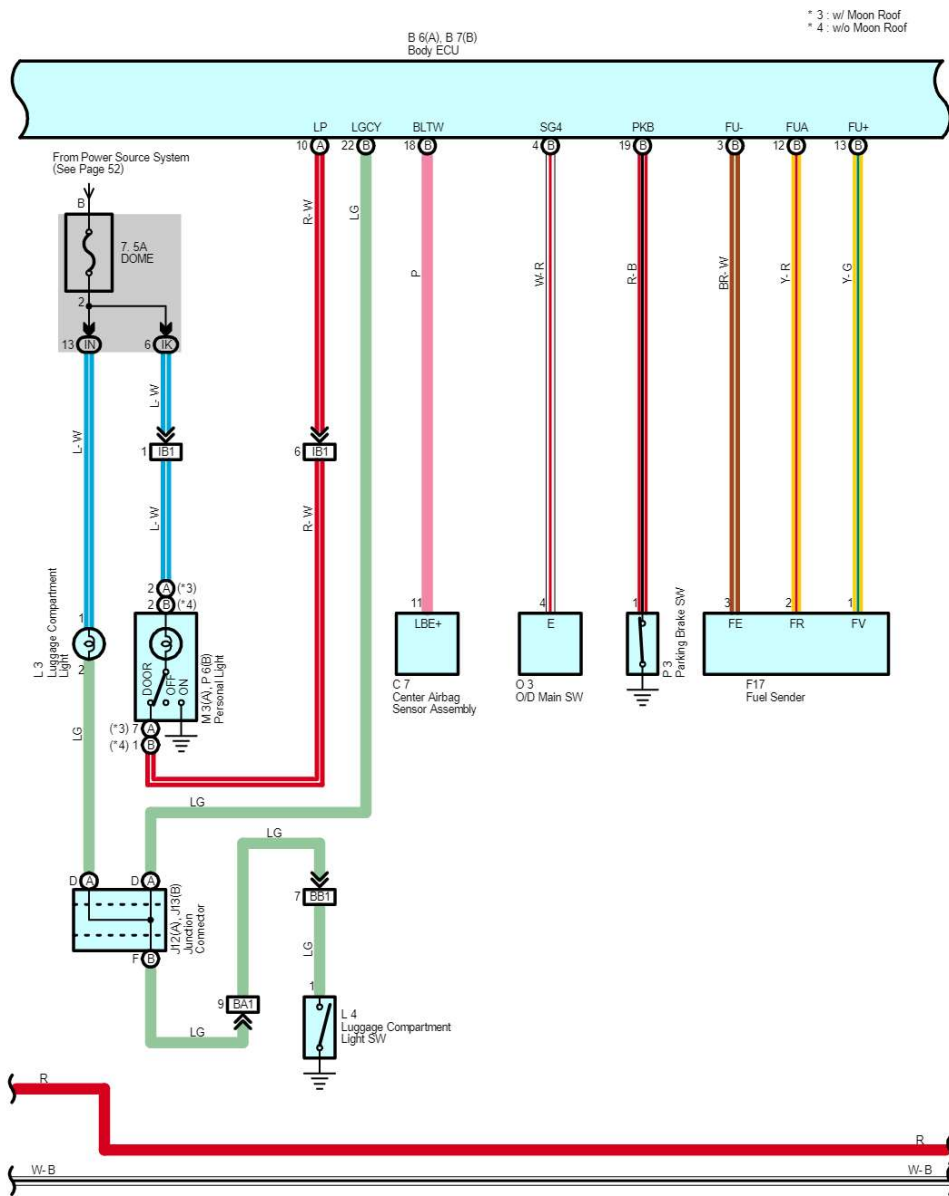 * 3 : w/ Moon Roof
* 4 : w/o Moon Roof
B 6(A), B 7(B)
Body ECU
LP
LGCY
BLTW
SG4
PKB
FU-
FUA
FU+
10 A
22 B
18 B
4 B
19 B
3 B
12 B
13 B
From Power Source System
(See Page 52)
B
7. 5A
DOME
2
13 IN
6 IK
R- W
LG
P
W- R
R- B
BR- W
Y- R
Y- G
L- W
L- W
1 IB1
6 IB1
L- W
R- W
2 A (*3)
2 B (*4)
1
2
L 3
Luggage Compartment
Light
DOOR
OFF
ON
M 3(A), P 6(B)
Personal Light
(*3) 7 A
(*4) 1 B
11
LBE+
C 7
Center Airbag
Sensor Assembly
4
E
O 3
O/D Main SW
1
P 3
Parking Brake SW
3
2
1
FE
FR
FV
F17
Fuel Sender
LG
LG
LG
D A
D A
J12(A), J13(B)
Junction
Connector
F B
7 BB1
LG
9 BA1
LG
1
L 4
Luggage Compartment
Light SW
R
R
W- B
W- B